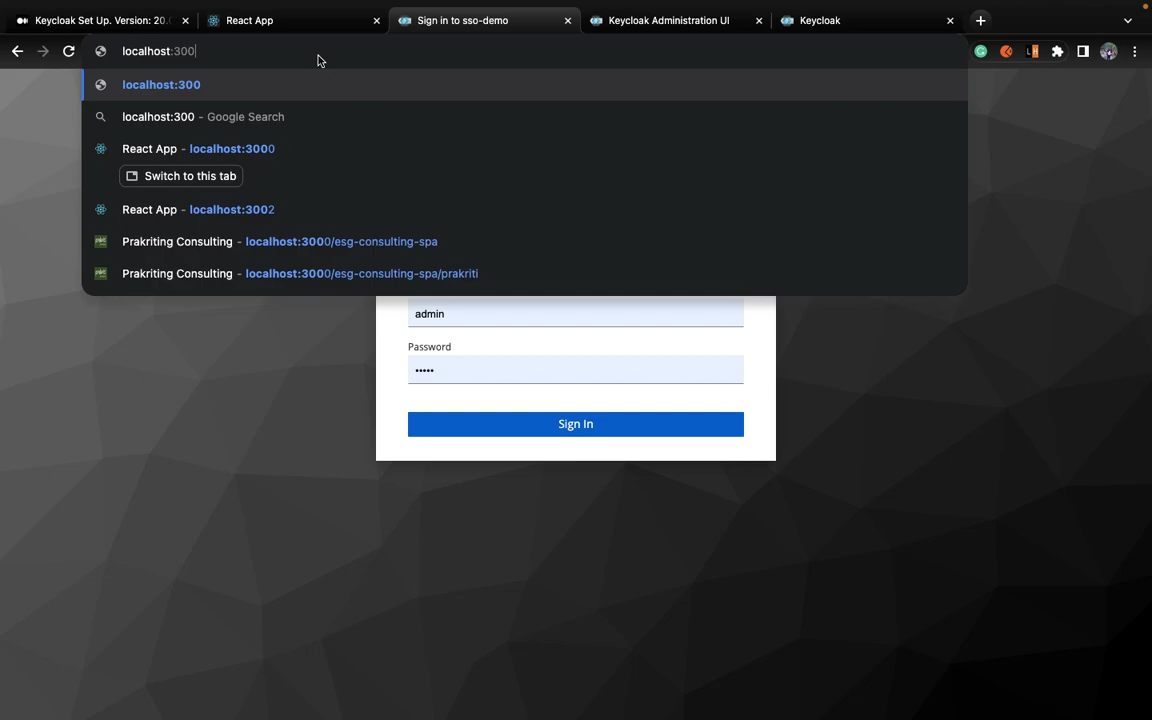 Keycloak Set Up. Version: 20.
React App
Sign in to sso-demo
Keycloak Administration UI
Keycloak
localhost:300
localhost:300
localhost:300 - Google Search
React App - localhost:3000
Switch to this tab
React App - localhost:3002
Prakriting Consulting - localhost:3000/esg-consulting-spa
Prakriting Consulting - localhost:3000/esg-consulting-spa/prakriti
admin
Password
•••••
Sign In